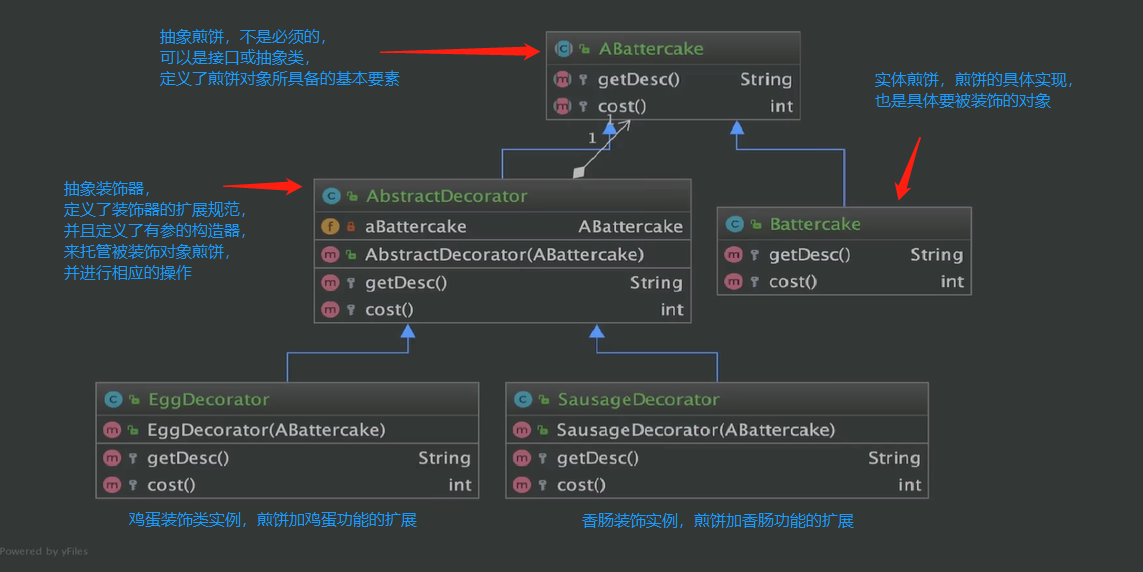 抽象煎饼，不是必须的，
可以是接口或抽象类，
定义了煎饼对象所具备的基本要素
ABattercake
getDesc() String
cost() int
实体煎饼，煎饼的具体实现，
也是具体要被装饰的对象
1
1
抽象装饰器，
定义了装饰器的扩展规范，
并且定义了有参的构造器，
来托管被装饰对象煎饼，
并进行相应的操作
AbstractDecorator
aBattercake ABattercake
AbstractDecorator(ABattercake)
getDesc() String
cost() int
Battercake
getDesc() String
cost() int
EggDecorator
EggDecorator(ABattercake)
getDesc() String
cost() int
SausageDecorator
SausageDecorator(ABattercake)
getDesc() String
cost() int
鸡蛋装饰类实例，煎饼加鸡蛋功能的扩展
香肠装饰实例，煎饼加香肠功能的扩展
Powered by yFiles